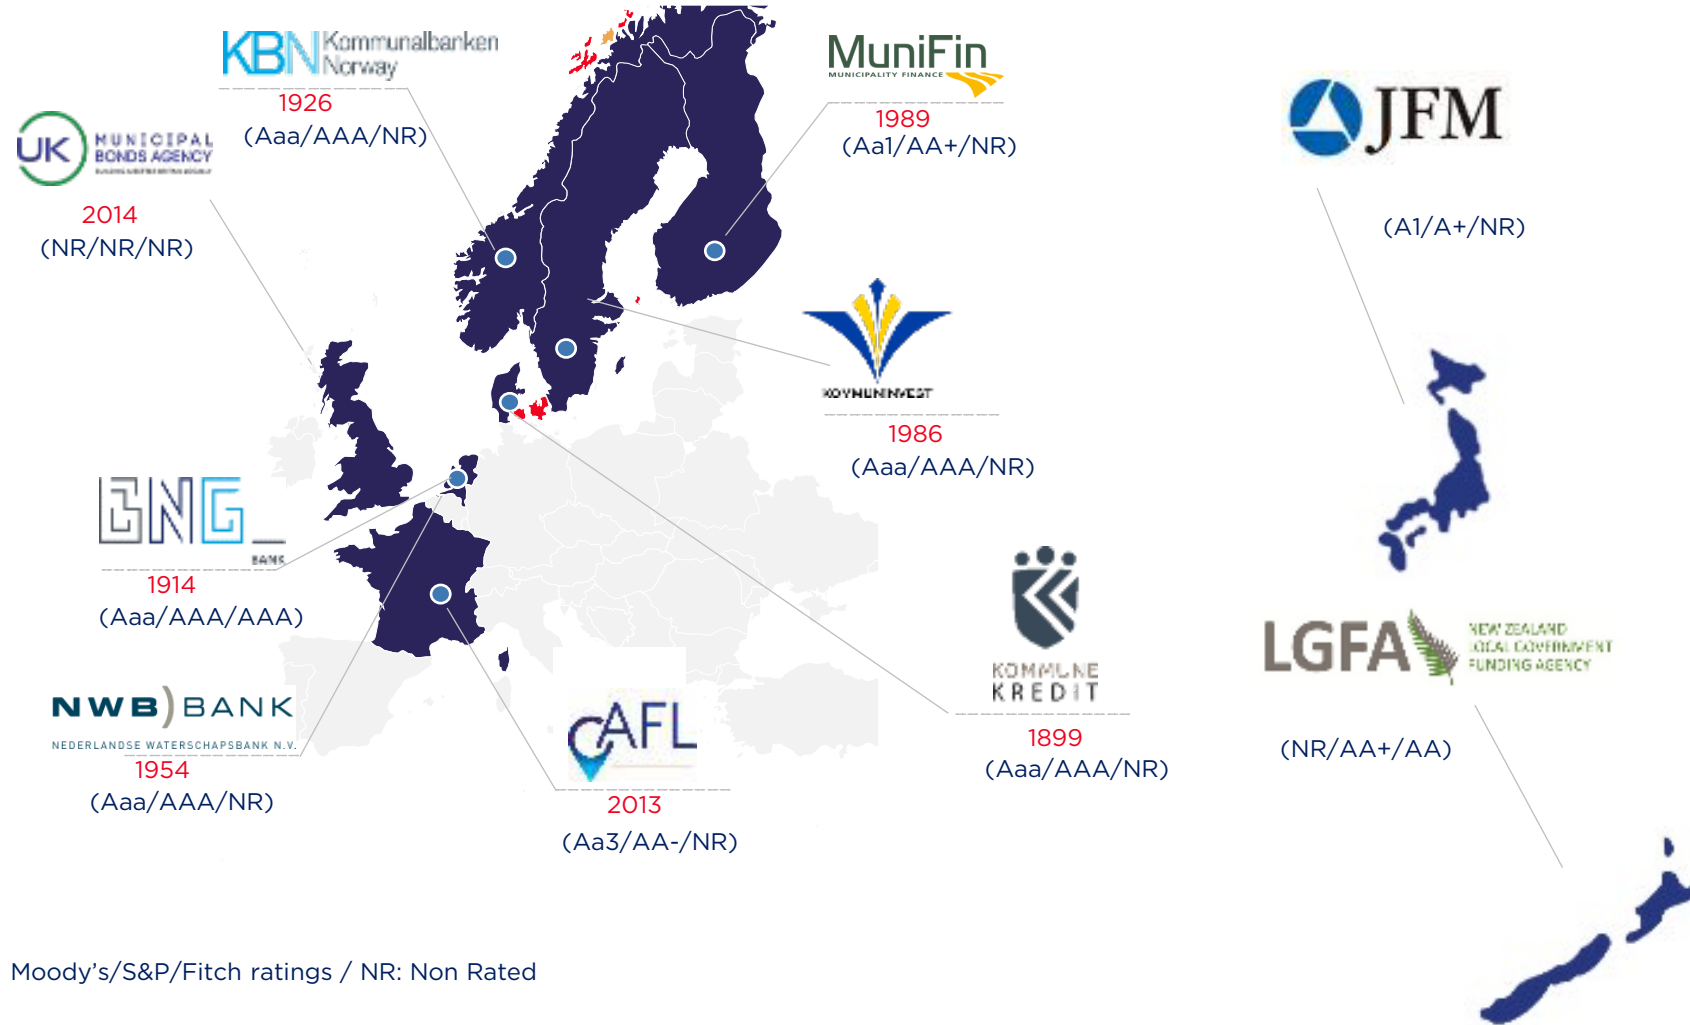 KBN Kommunalbanken
Norway
1926
(Aaa/AAA/NR)
MuniFin
MUNICIPALITY FINANCE
1989
(Aa1/AA+/NR)
JFM
(A1/A+/NR)
UK MUNICIPAL
BONDS AGENCY
2014
(NR/NR/NR)
KOMMUNINVEST
1986
(Aaa/AAA/NR)
BNG
BANK
1914
(Aaa/AAA/AAA)
KOMMUNE
KREDIT
1899
(Aaa/AAA/NR)
LGFA
NEW ZEALAND
LOCAL GOVERNMENT
FUNDING AGENCY
(NR/AA+/AA)
NWB)BANK
NEDERLANDSE WATERSCHAPSBANK N.V.
1954
(Aaa/AAA/NR)
AFL
2013
(Aa3/AA-/NR)
Moody's/S&P/Fitch ratings / NR: Non Rated